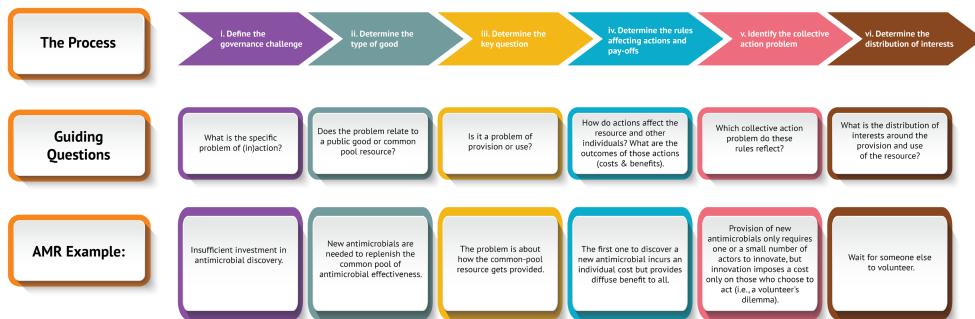 The Process
i. Define the
governance challenge
ii. Determine the
type of good
iii. Determine the
key question
iv. Determine the rules
affecting actions and
pay-offs
v. Identify the collective
action problem
vi. Determine the
distribution of interests
Guiding
Questions
What is the specific
problem of (in)action?
Does the problem relate to
a public good or common
pool resource?
Is it a problem of
provision or use?
How do actions affect the
resource and other
individuals? What are the
outcomes of those actions
(costs & benefits).
Which collective action
problem do these
rules reflect?
What is the distribution of
interests around the
provision and use
of the resource?
AMR Example:
Insufficient investment in
antimicrobial discovery.
New antimicrobials are
needed to replenish the
common pool of
antimicrobial effectiveness.
The problem is about
how the common-pool
resource gets provided.
The first one to discover a
new antimicrobial incurs an
individual cost but provides
diffuse benefit to all.
Provision of new
antimicrobials only requires
one or a small number of
actors to innovate, but
innovation imposes a cost
only on those who choose to
act (i.e., a volunteer's
dilemma).
Wait for someone else
to volunteer.